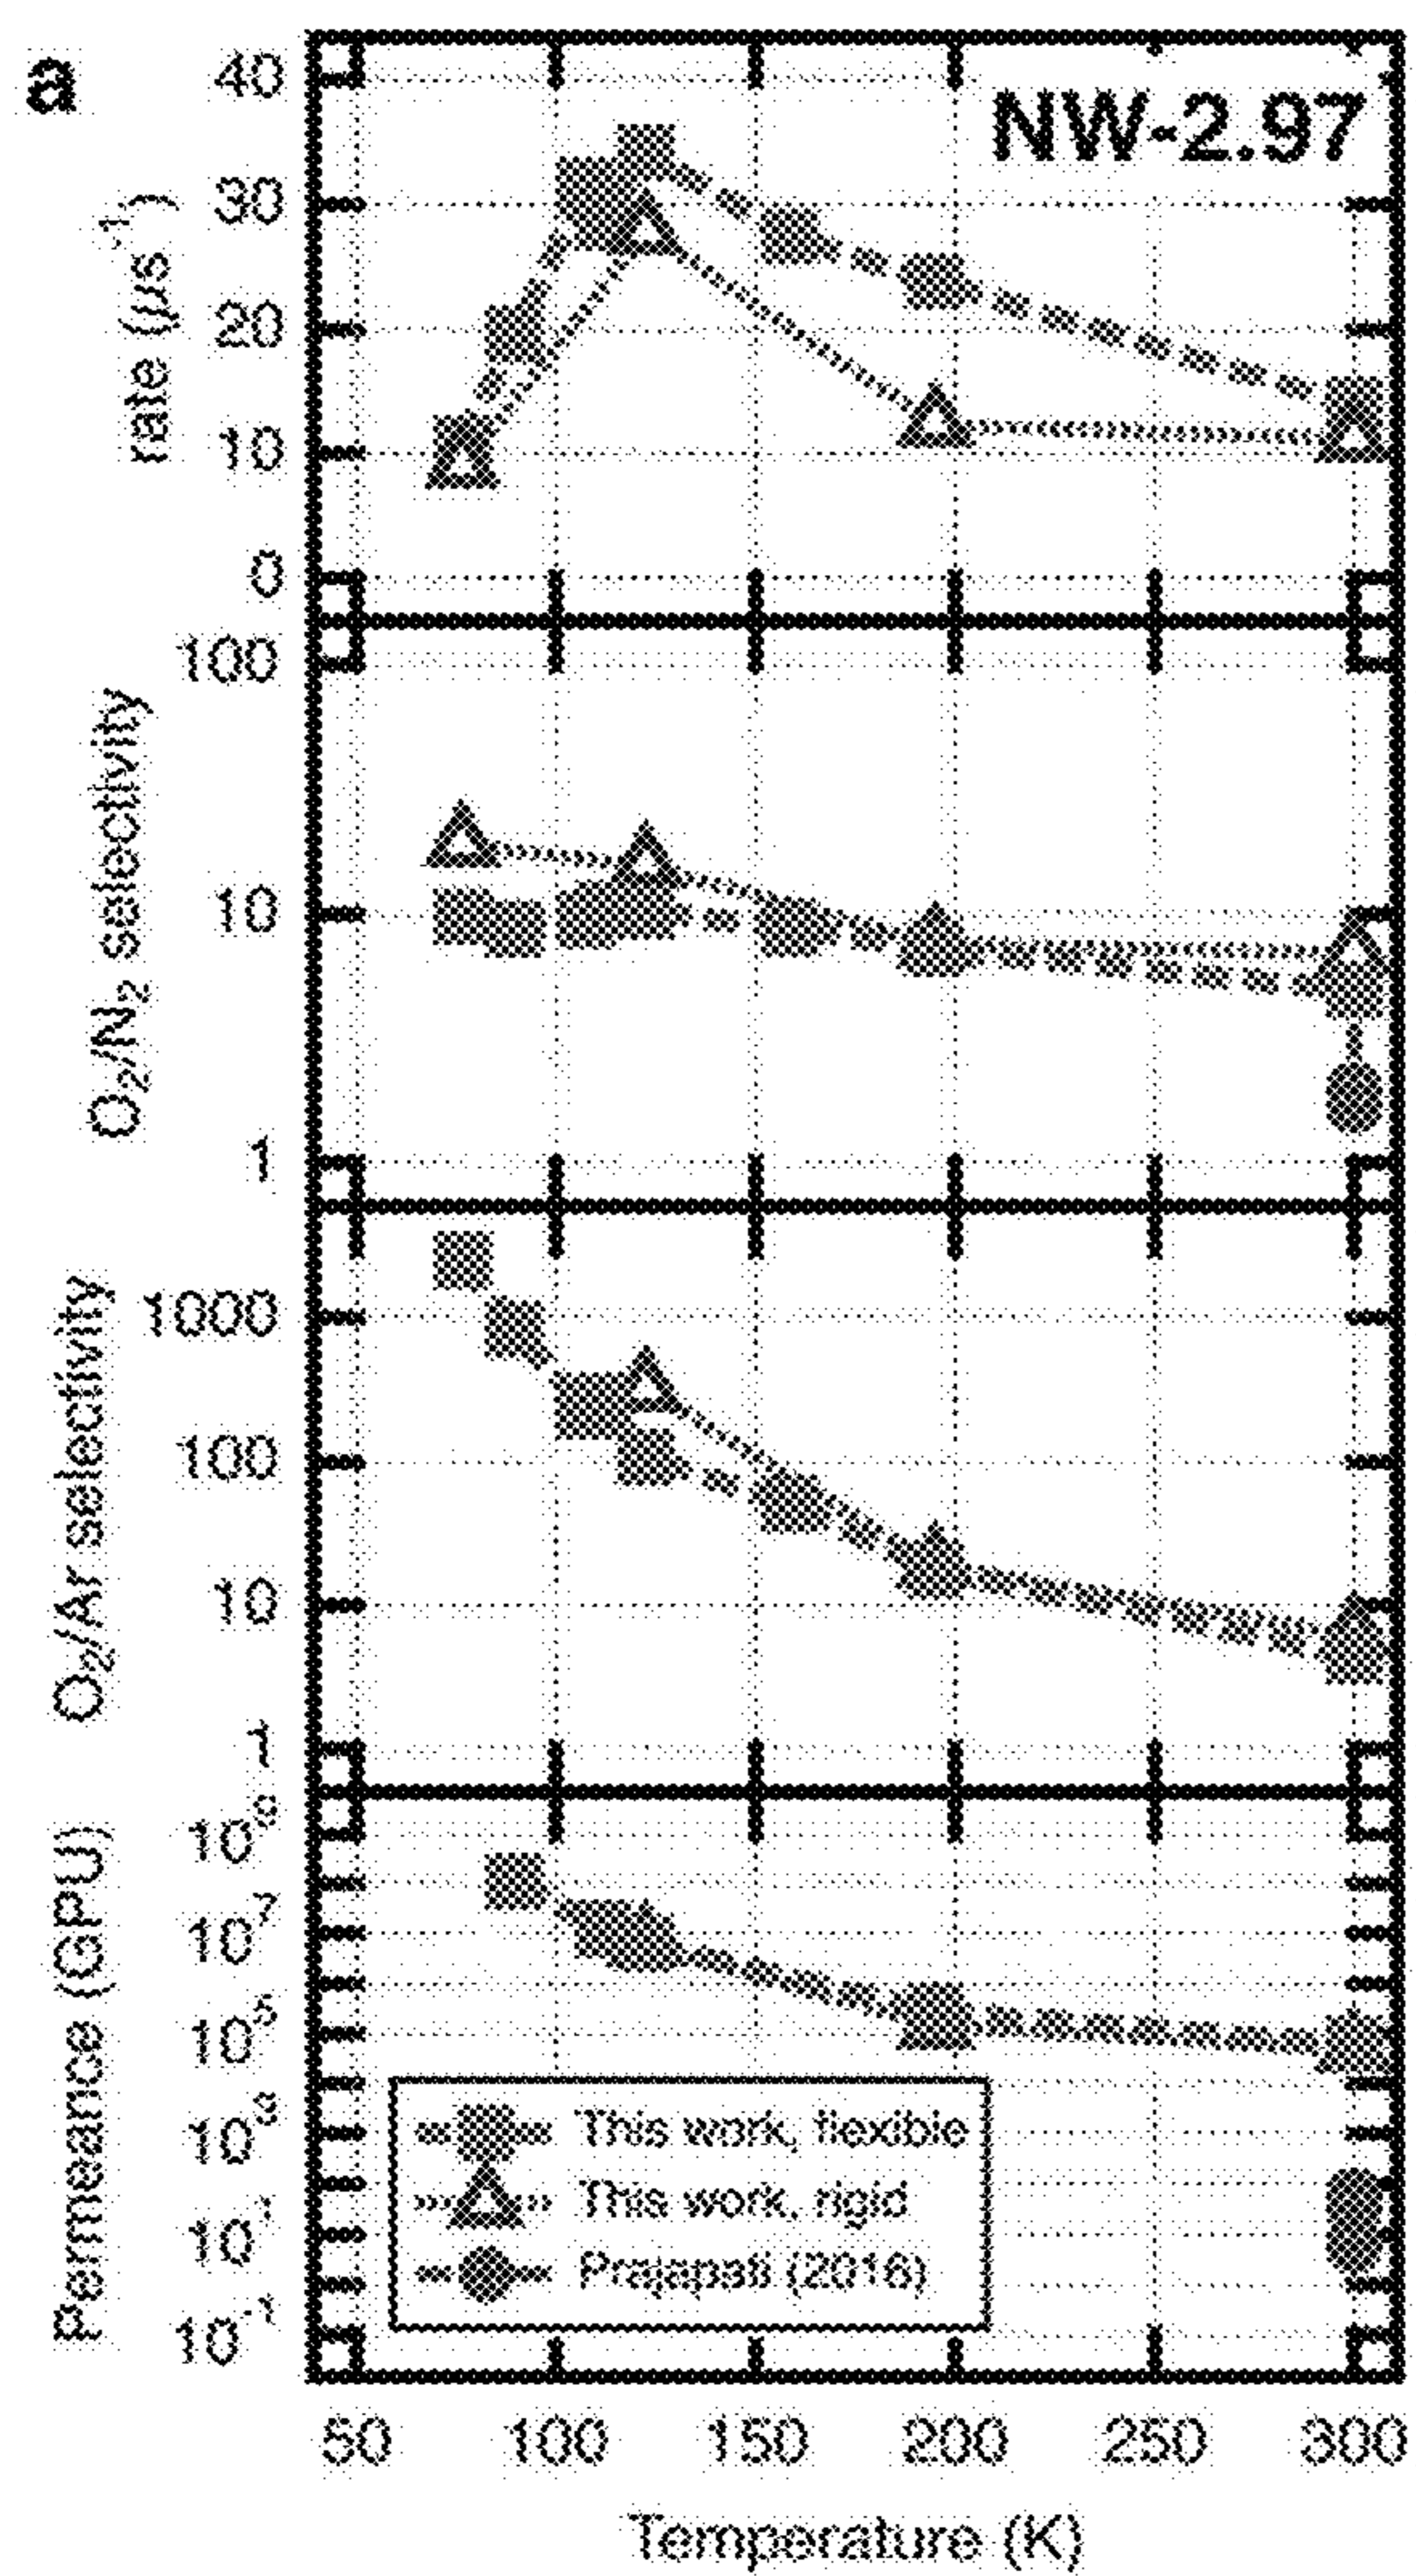 a
NW-2.97
rate (μs⁻¹)
40
30
20
10
0
O₂/N₂ selectivity
100
10
1
O₂/Ar selectivity
1000
100
10
1
Permeance (GPU)
10⁹
10⁷
10⁵
10³
10¹
10⁻¹
This work, flexible
This work, rigid
Prajapati (2016)
50 100 150 200 250 300
Temperature (K)